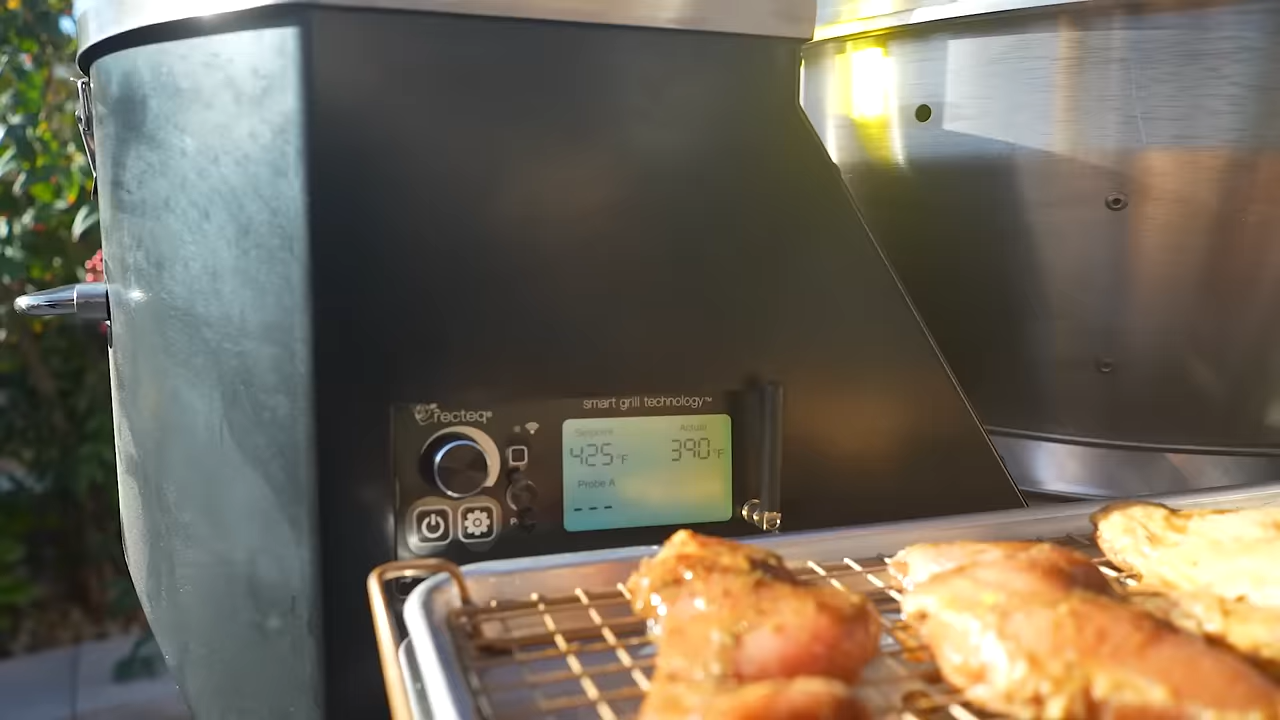 recteq®
smart grill technology™
Setpoint
Actual
425°F
390°F
Probe A
---